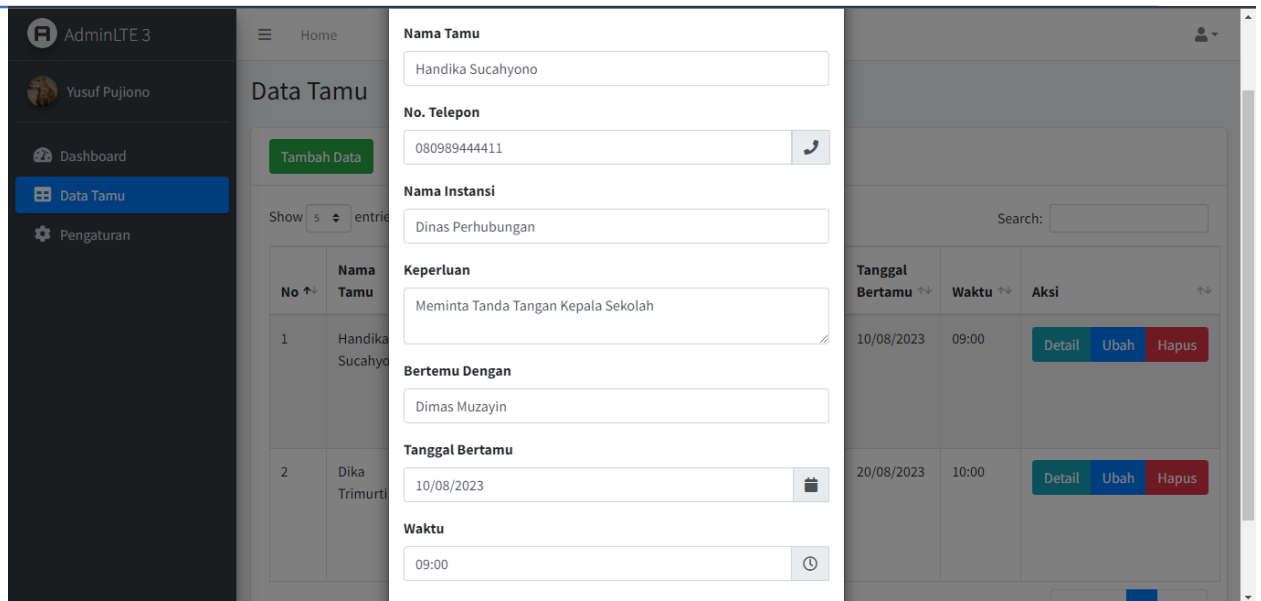 AdminLTE 3
Yusuf Pujiono
Dashboard
Data Tamu
Pengaturan
Home
Data Tamu
Tambah Data
Show 5 entrie
Search:
No
Nama
Tamu
Tanggal
Bertamu
Waktu
Aksi
1
Handika
Sucahyo
10/08/2023
09:00
Detail
Ubah
Hapus
2
Dika
Trimurti
20/08/2023
10:00
Detail
Ubah
Hapus
Nama Tamu
Handika Sucahyono
No. Telepon
080989444411
Nama Instansi
Dinas Perhubungan
Keperluan
Meminta Tanda Tangan Kepala Sekolah
Bertemu Dengan
Dimas Muzayin
Tanggal Bertamu
10/08/2023
Waktu
09:00